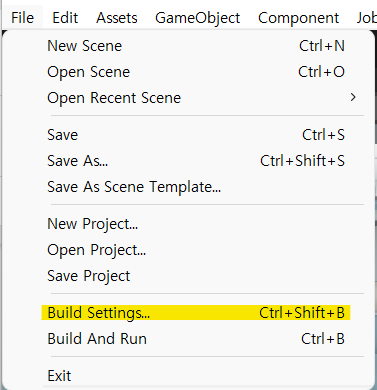 File Edit Assets GameObject Component Job
New Scene Ctrl+N
Open Scene Ctrl+O
Open Recent Scene >
Save Ctrl+S
Save As... Ctrl+Shift+S
Save As Scene Template...
New Project...
Open Project...
Save Project
Build Settings... Ctrl+Shift+B
Build And Run Ctrl+B
Exit